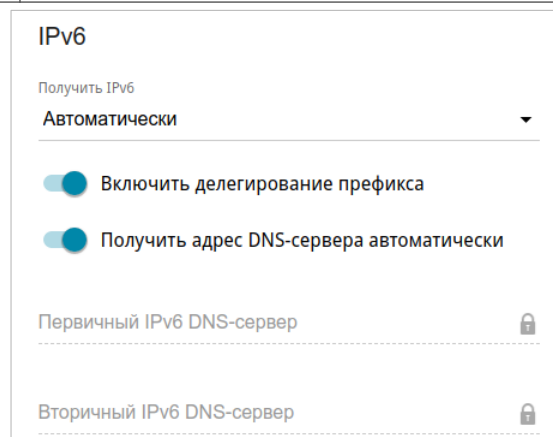 IPv6
Получить IPv6
Автоматически
Включить делегирование префикса
Получить адрес DNS-сервера автоматически
Первичный IPv6 DNS-сервер
Вторичный IPv6 DNS-сервер